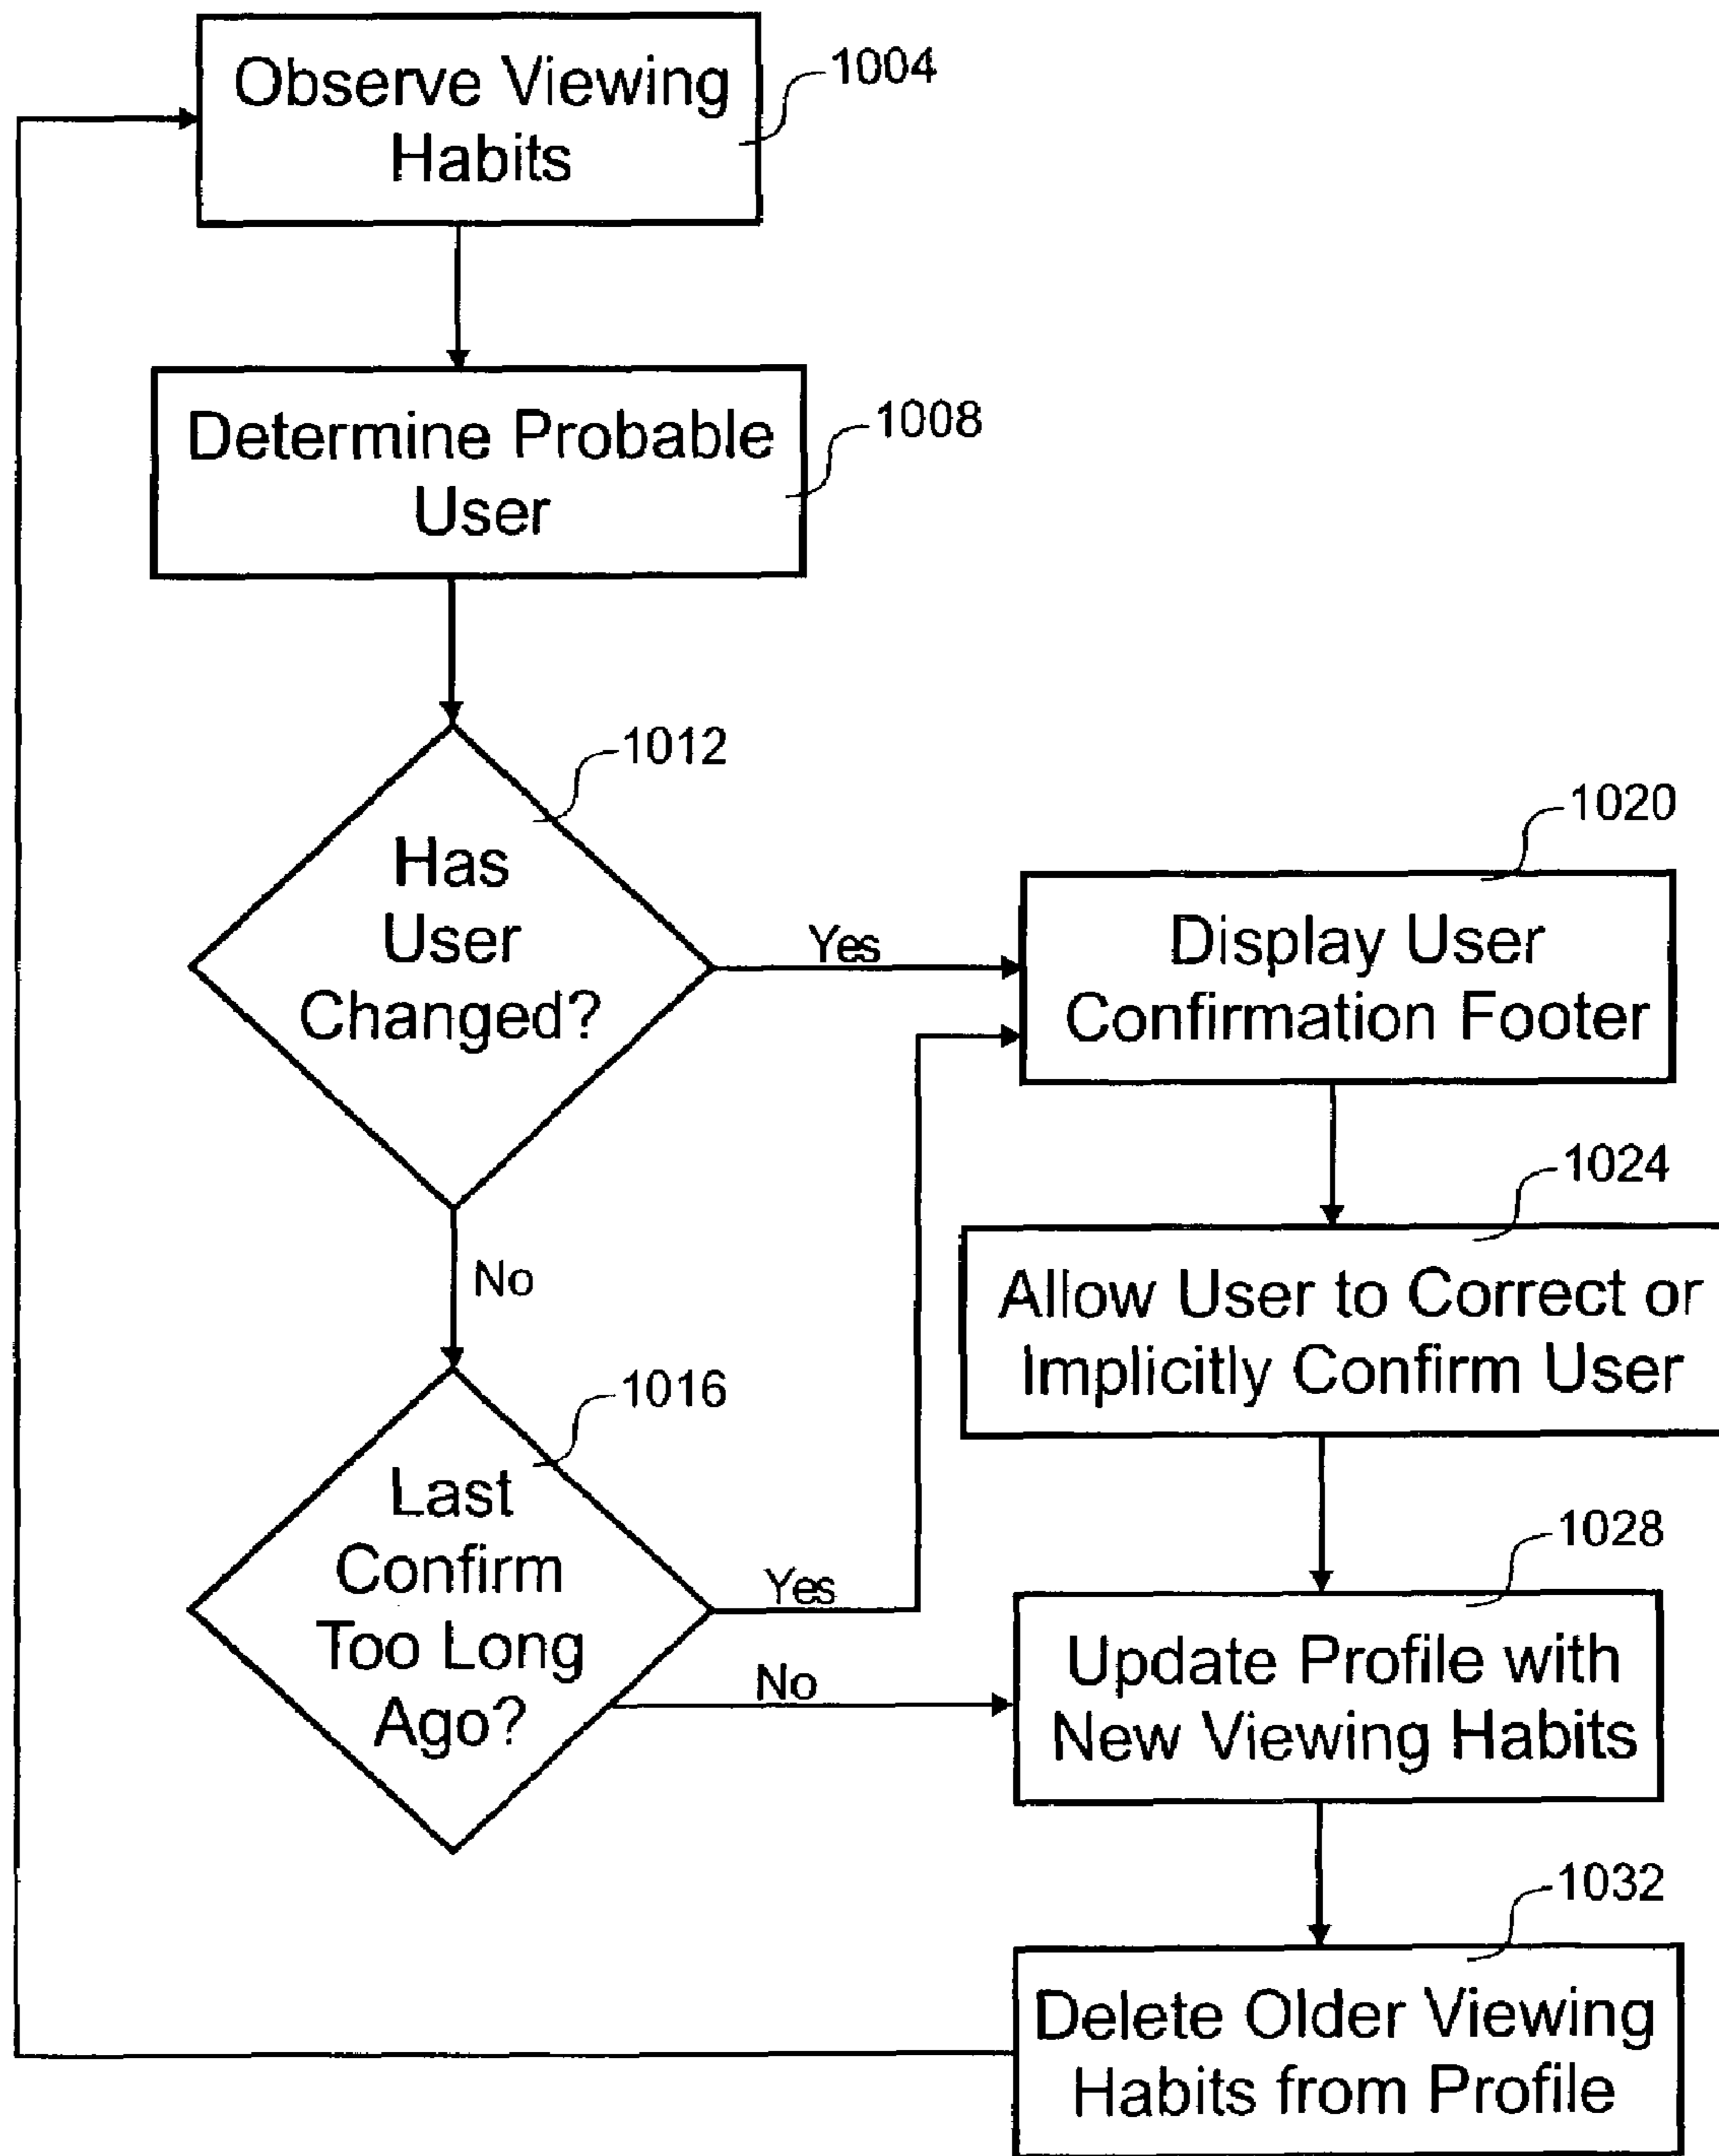 Observe Viewing
Habits
1004
Determine Probable
User
1008
Has
User
Changed?
1012
Yes
No
Last
Confirm
Too Long
Ago?
1016
Yes
No
Display User
Confirmation Footer
1020
Allow User to Correct or
Implicitly Confirm User
1024
Update Profile with
New Viewing Habits
1028
Delete Older Viewing
Habits from Profile
1032